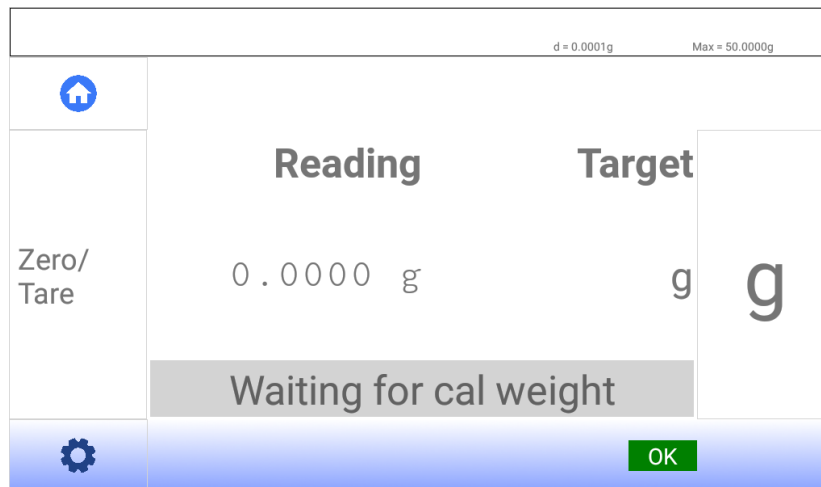 d = 0.0001g Max = 50.0000g
Reading Target
Zero/
Tare
0.0000 g g g
Waiting for cal weight
OK